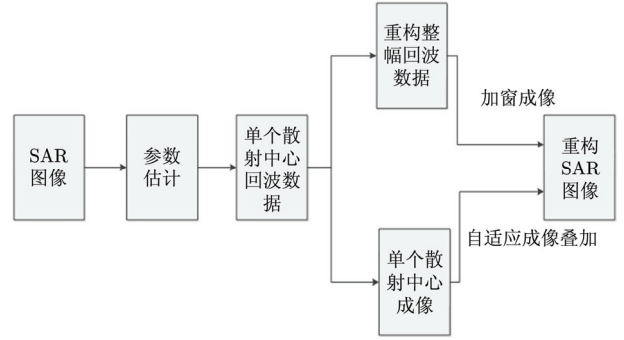 SAR
图像
参数
估计
单个散
射中心
回波数
据
重构整
幅回波
数据
加窗成像
单个散
射中心
成像
自适应成像叠加
重构
SAR
图像